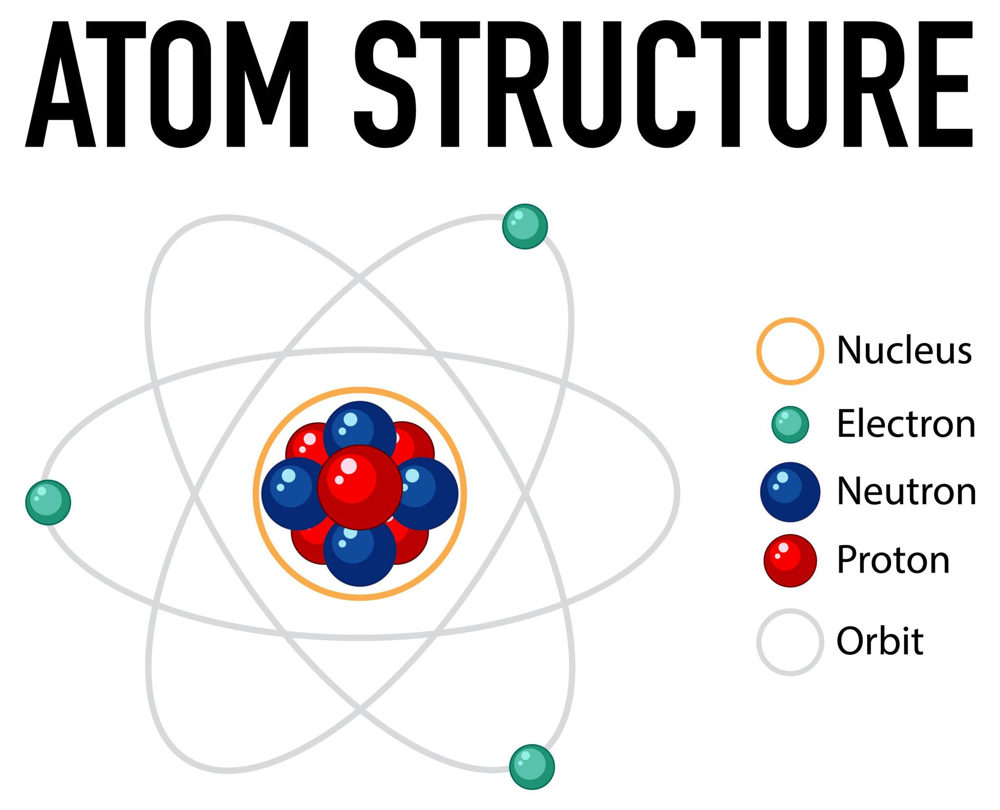 ATOM STRUCTURE
Nucleus
Electron
Neutron
Proton
Orbit